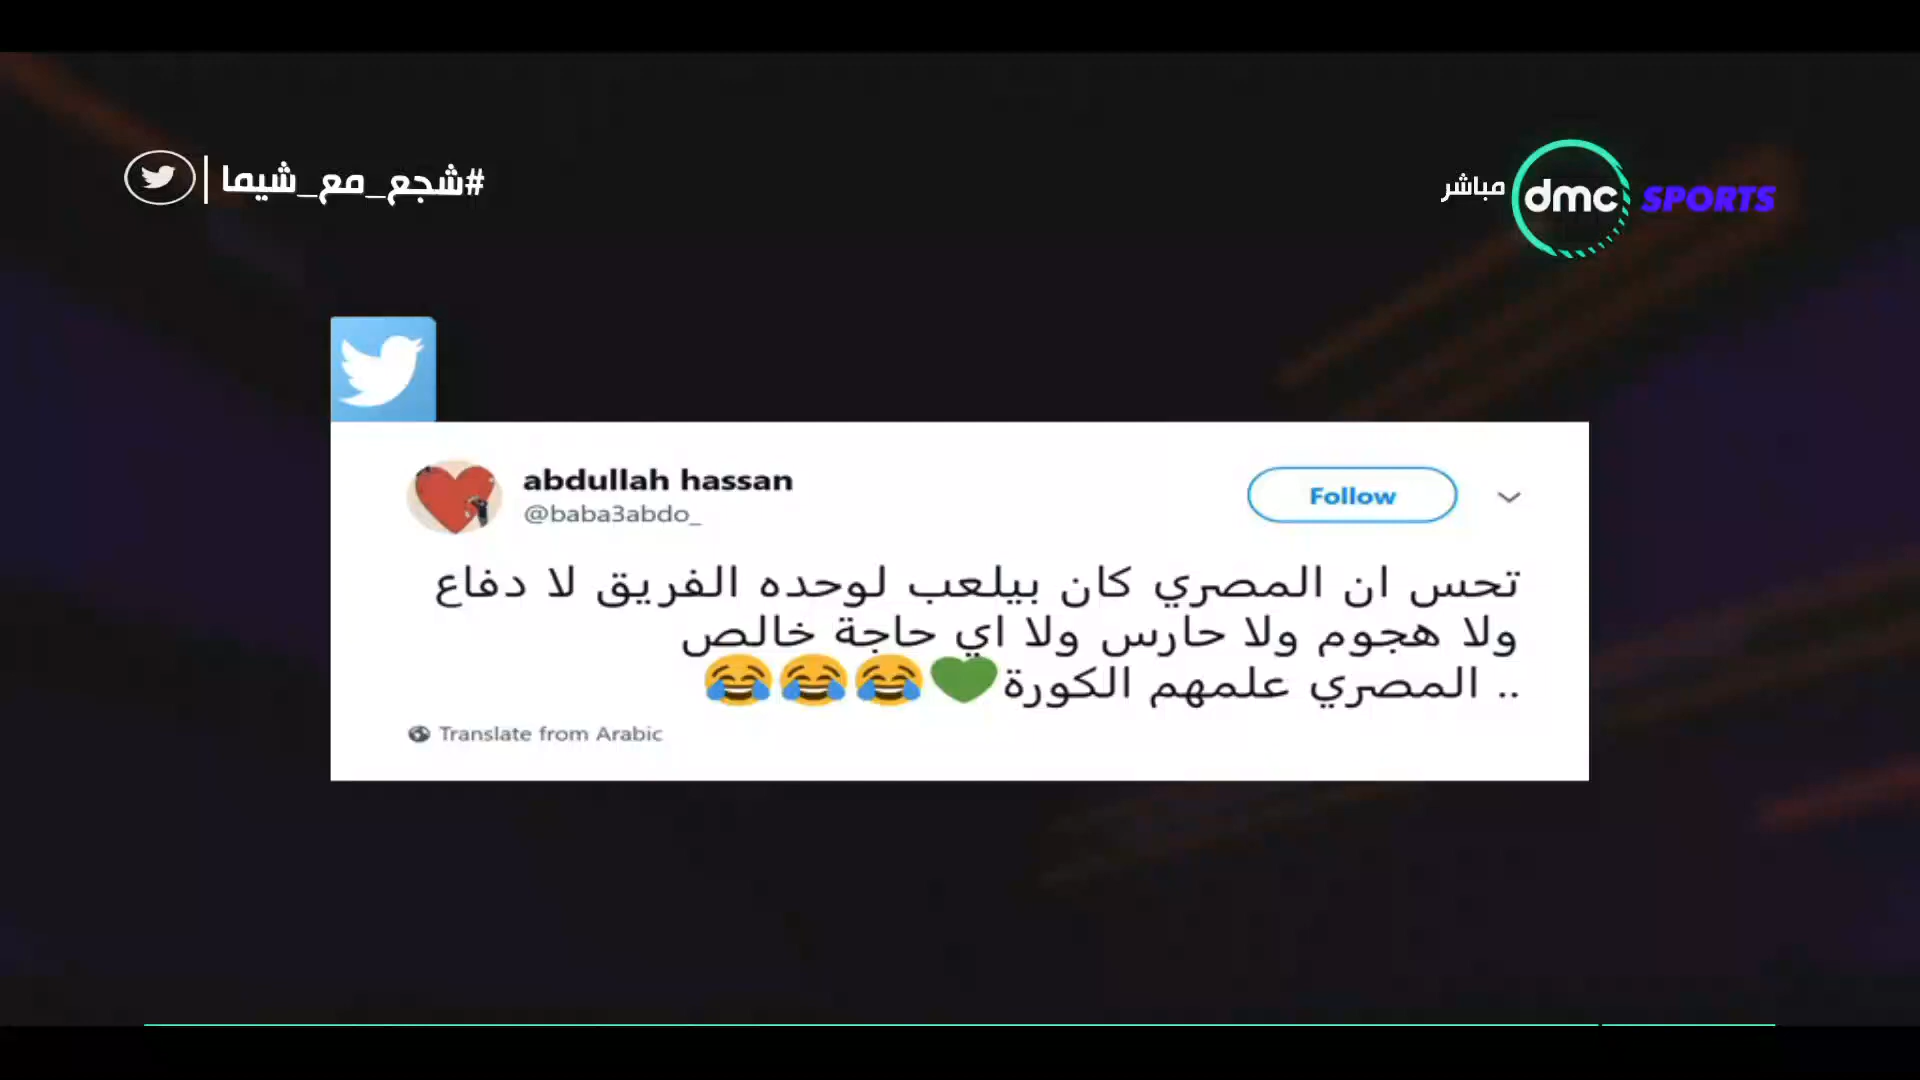 #شجع_مع_شيما
مباشر dmc SPORTS
abdullah hassan
@baba3abdo_
Follow
تحس ان المصري كان بيلعب لوحده الفريق لا دفاع
ولا هجوم ولا حارس ولا اي حاجة خالص
.. المصري علمهم الكورة💚😂😂😂
Translate from Arabic